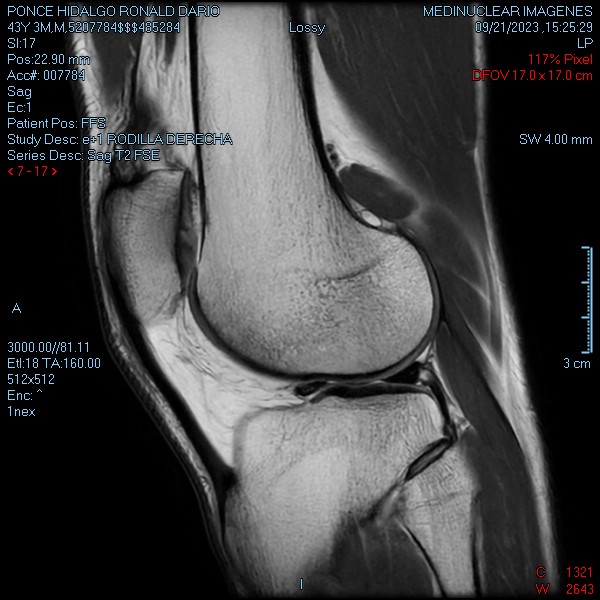 PONCE HIDALGO RONALD DARIO
43Y 3M,M,5207784$$$485284
Sl:17
Pos:22.90 mm
Acc#: 007784
Sag
Ec:1
Patient Pos: FFS
Study Desc: e+1 RODILLA DERECHA
Series Desc: Sag T2 FSE
< 7 - 17 >
Lossy
MEDINUCLEAR IMAGENES
09/21/2023 ,15:25:29
LP
117% Pixel
DFOV 17.0 x 17.0 cm
SW 4.00 mm
A
3000.00//81.11
Etl:18 TA:160.00
512x512
Enc: ^
1nex
3 cm
I
C 1321
W 2643